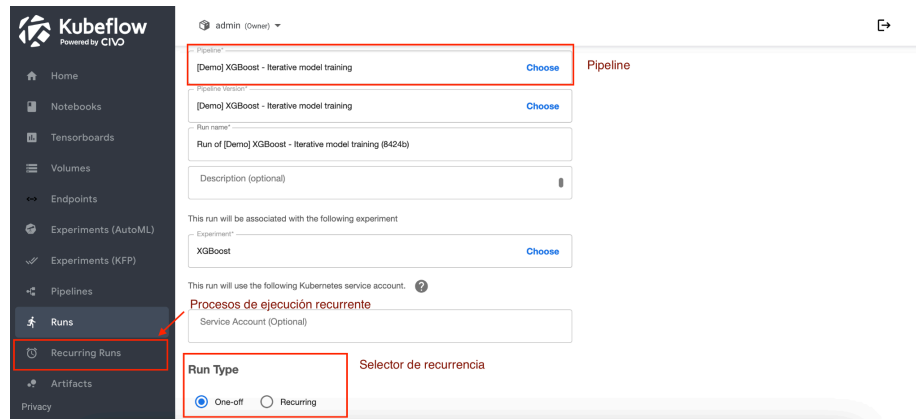 Kubeflow
Powered by CIVO
admin (Owner)
Home
Notebooks
Tensorboards
Volumes
Endpoints
Experiments (AutoML)
Experiments (KFP)
Pipelines
Runs
Recurring Runs
Artifacts
Privacy
Pipeline*
[Demo] XGBoost - Iterative model training Choose
Pipeline
Pipeline Version*
[Demo] XGBoost - Iterative model training Choose
Run name*
Run of [Demo] XGBoost - Iterative model training (8424b)
Description (optional)
This run will be associated with the following experiment
Experiment*
XGBoost Choose
This run will use the following Kubernetes service account. ?
Procesos de ejecución recurrente
Service Account (Optional)
Run Type
Selector de recurrencia
One-off Recurring